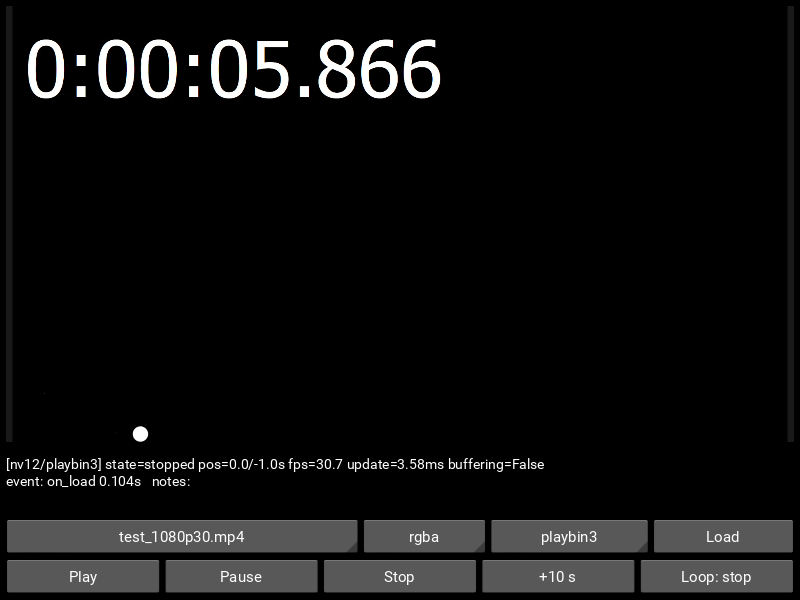 0:00:05.866
[nv12/playbin3] state=stopped pos=0.0/-1.0s fps=30.7 update=3.58ms buffering=False
event: on_load 0.104s   notes:
test_1080p30.mp4 rgba playbin3 Load
Play Pause Stop +10 s Loop: stop